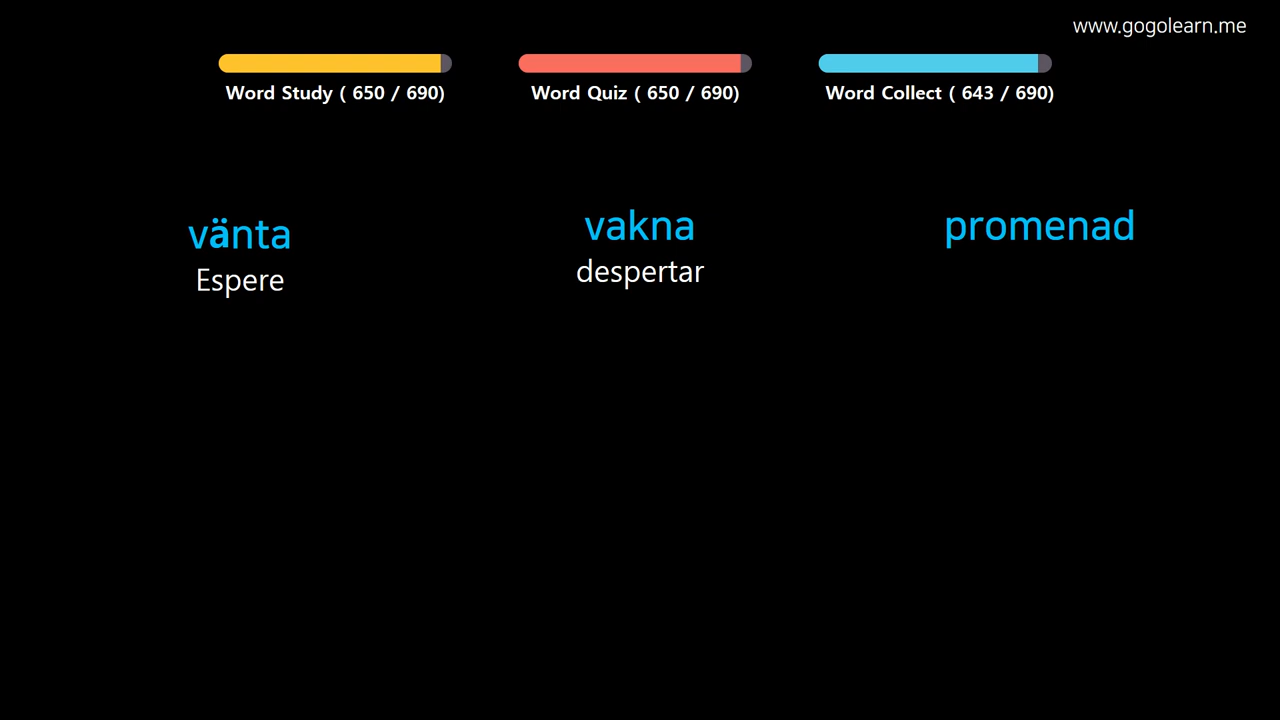 www.gogolearn.me
Word Study ( 650 / 690)
Word Quiz ( 650 / 690)
Word Collect ( 643 / 690)
vänta
Espere
vakna
despertar
promenad